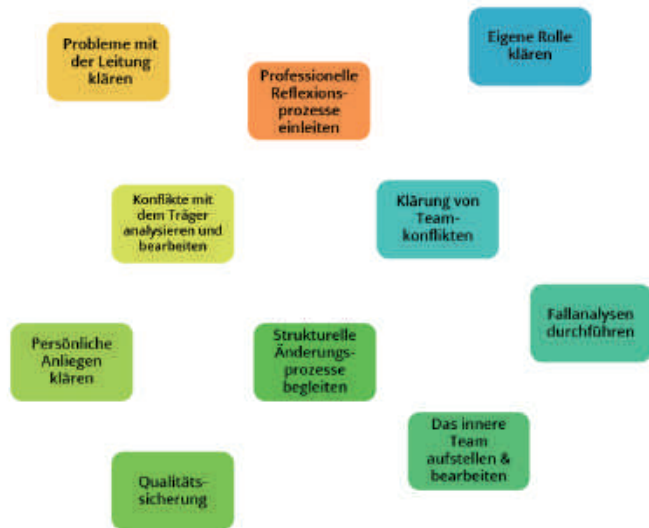 Probleme mit
der Leitung
klären
Eigene Rolle
klären
Professionelle
Reflexions-
prozesse
einleiten
Konflikte mit
dem Träger
analysieren und
bearbeiten
Klärung von
Team-
konflikten
Fallanalysen
durchführen
Persönliche
Anliegen
klären
Strukturelle
Änderungs-
prozesse
begleiten
Das innere
Team
aufstellen &
bearbeiten
Qualitäts-
sicherung